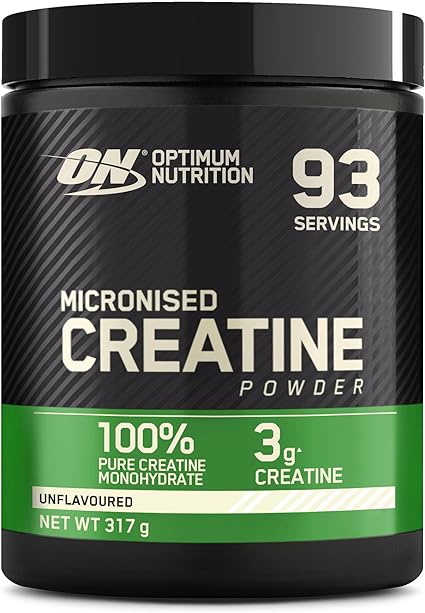 ON® OPTIMUM
NUTRITION
93
SERVINGS
MICRONISED
CREATINE
POWDER
100%
PURE CREATINE
MONOHYDRATE
3g^
CREATINE
UNFLAVOURED
NET WT 317 g